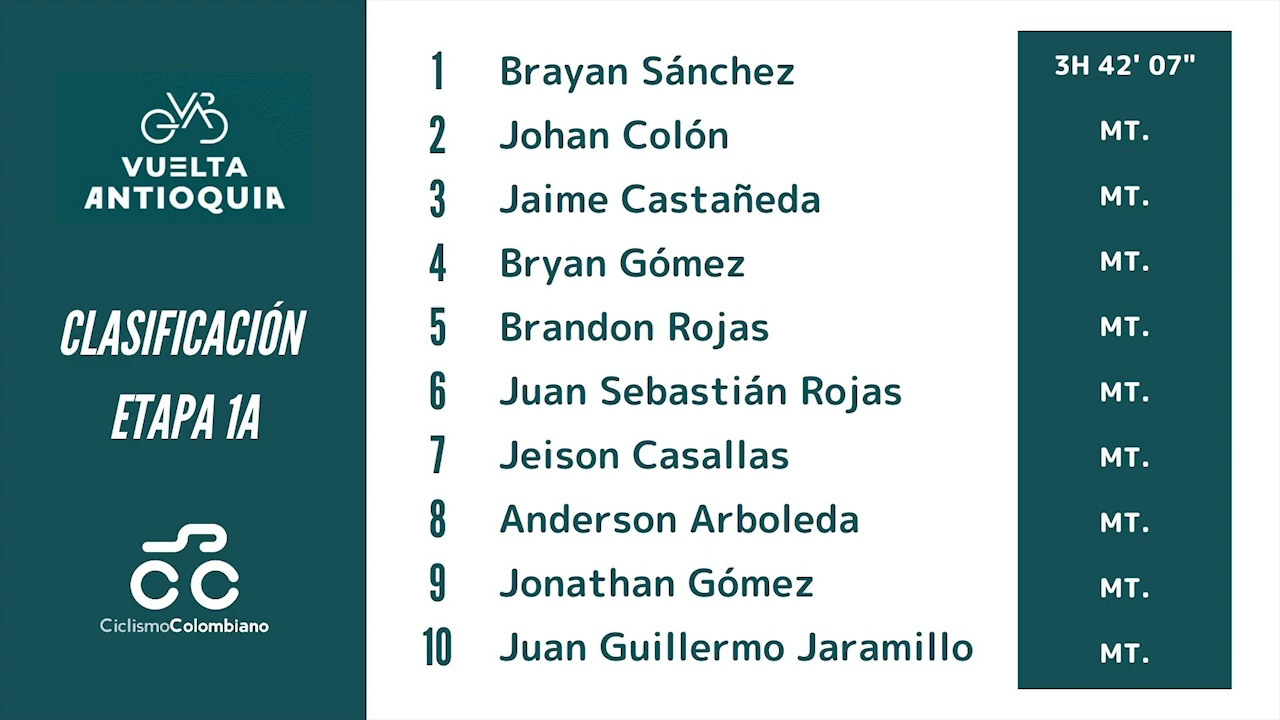 VUELTA
ANTIOQUIA
CLASIFICACIÓN
ETAPA 1A
CiclismoColombiano
1 Brayan Sánchez 3H 42' 07"
2 Johan Colón MT.
3 Jaime Castañeda MT.
4 Bryan Gómez MT.
5 Brandon Rojas MT.
6 Juan Sebastián Rojas MT.
7 Jeison Casallas MT.
8 Anderson Arboleda MT.
9 Jonathan Gómez MT.
10 Juan Guillermo Jaramillo MT.